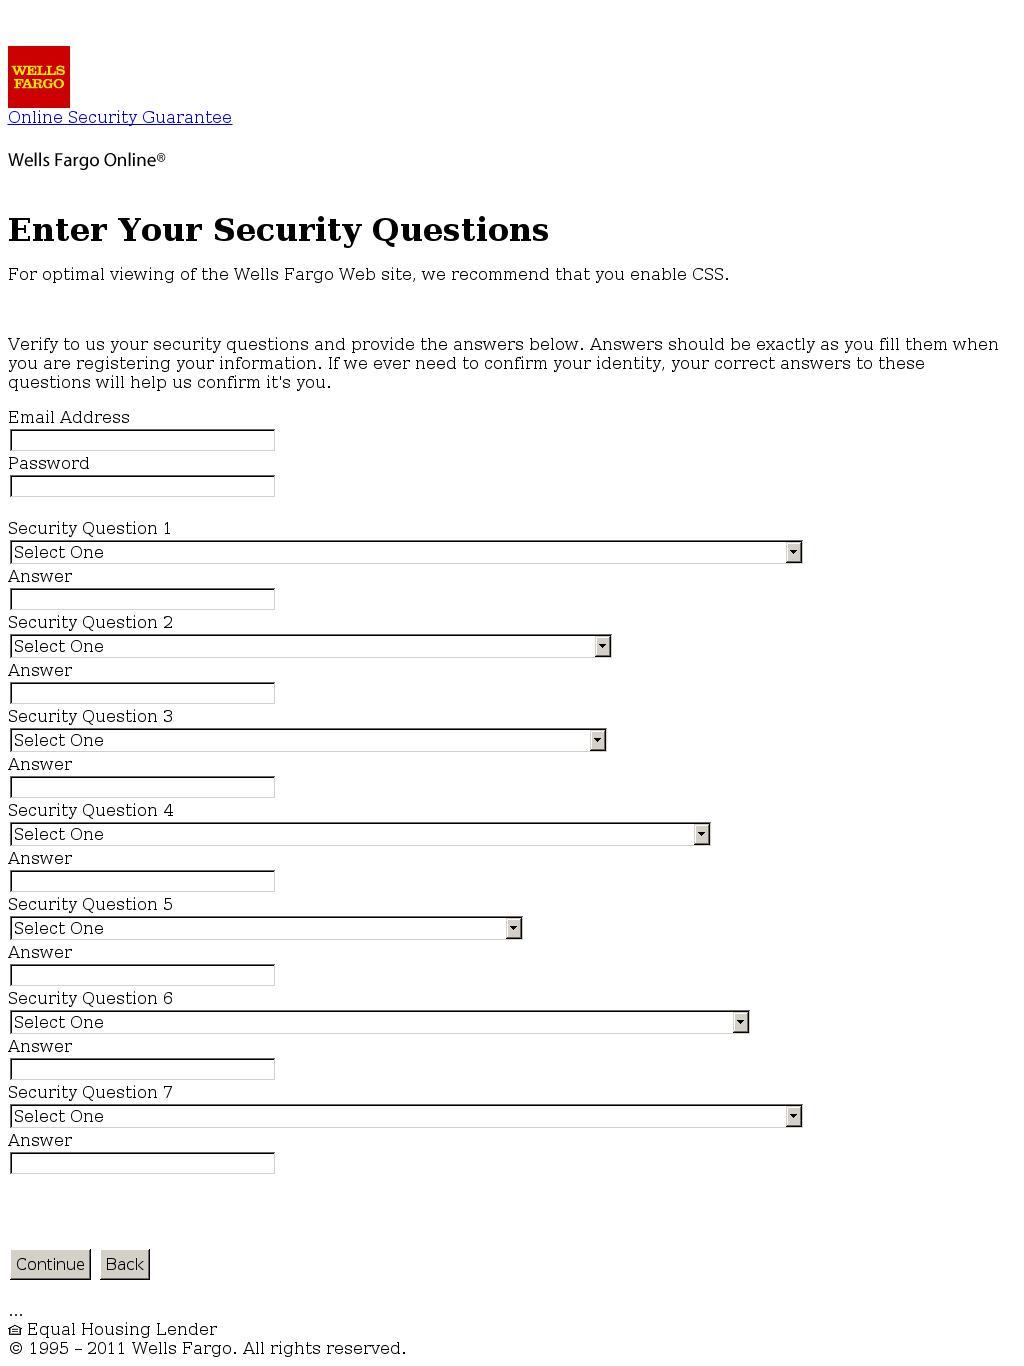 WELLS
FARGO
Online Security Guarantee
Wells Fargo Online®
Enter Your Security Questions
For optimal viewing of the Wells Fargo Web site, we recommend that you enable CSS.
Verify to us your security questions and provide the answers below. Answers should be exactly as you fill them when
you are registering your information. If we ever need to confirm your identity, your correct answers to these
questions will help us confirm it's you.
Email Address
Password
Security Question 1
Select One
Answer
Security Question 2
Select One
Answer
Security Question 3
Select One
Answer
Security Question 4
Select One
Answer
Security Question 5
Select One
Answer
Security Question 6
Select One
Answer
Security Question 7
Select One
Answer
Continue Back
...
Equal Housing Lender
© 1995 – 2011 Wells Fargo. All rights reserved.